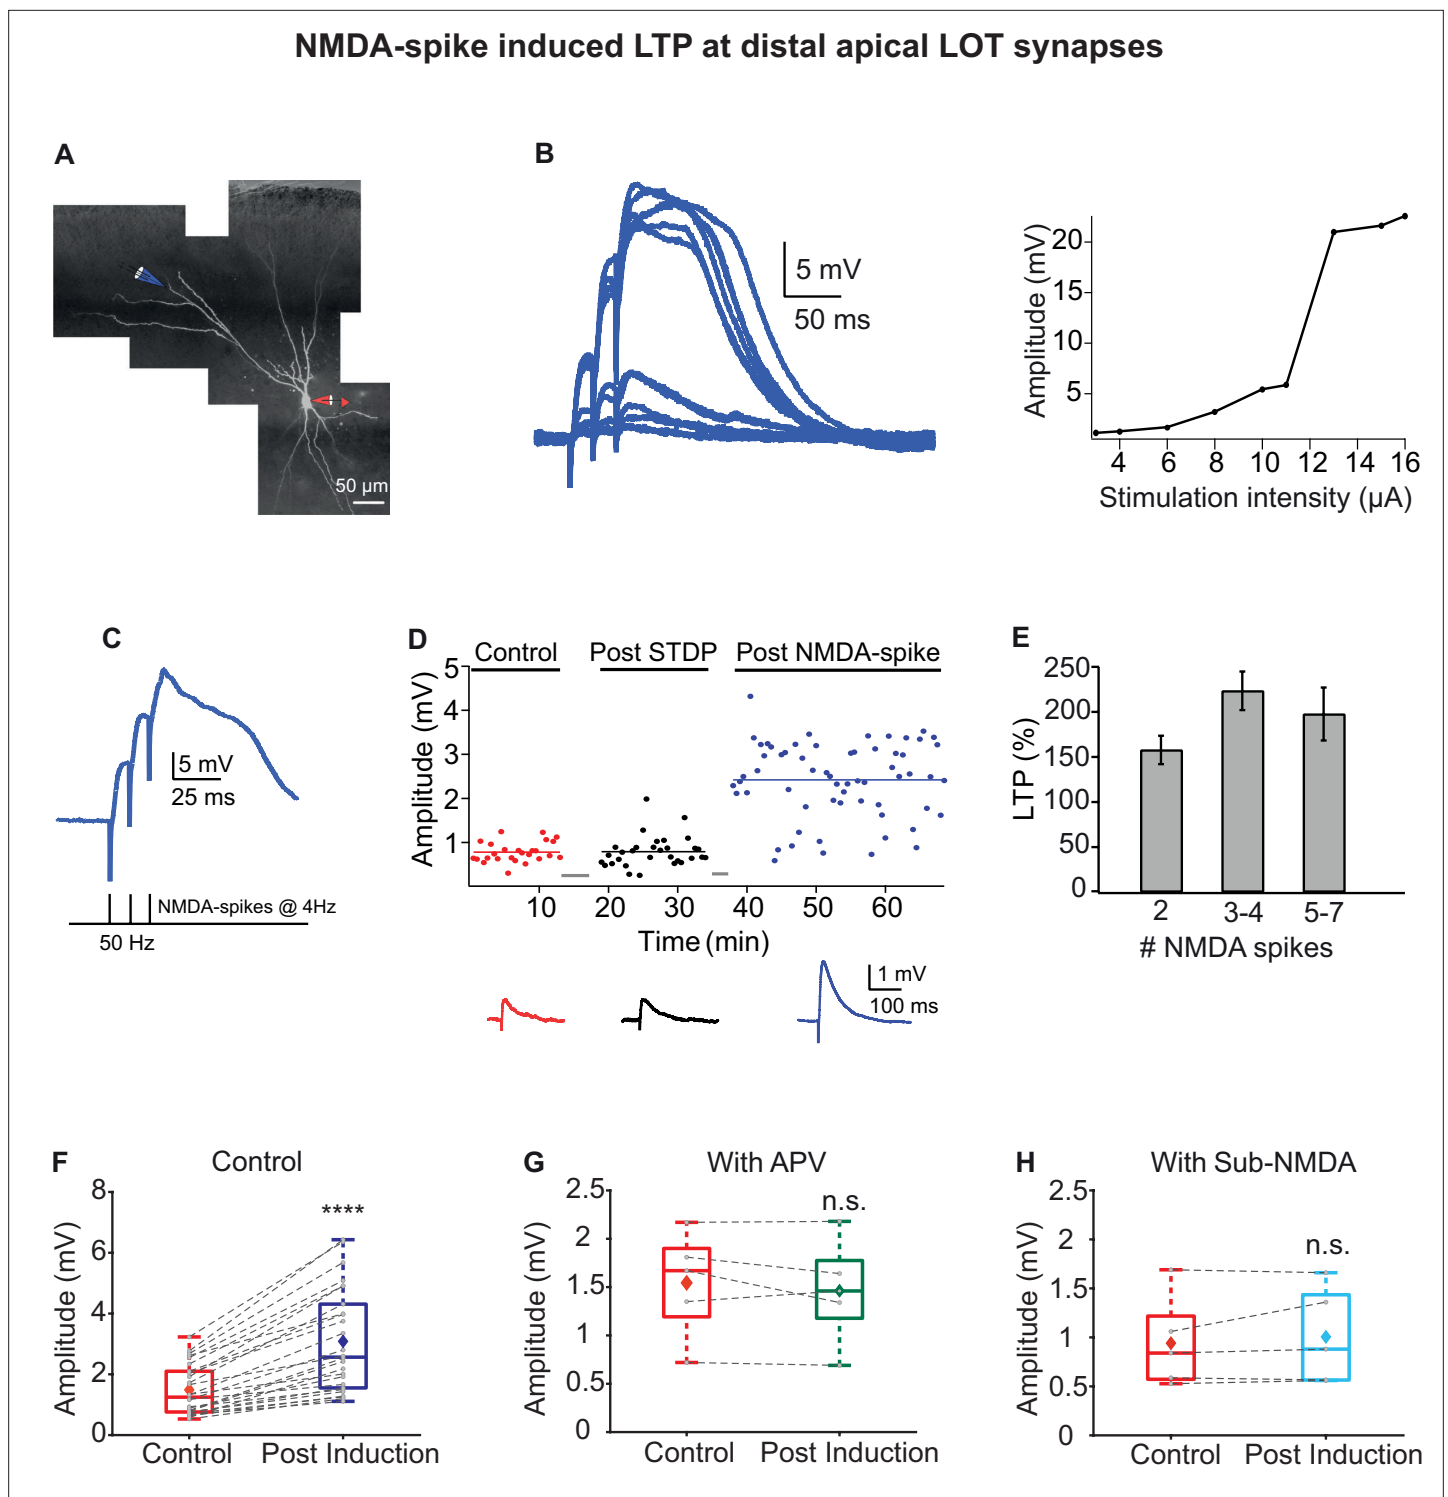 NMDA-spike induced LTP at distal apical LOT synapses
A
50 µm
B
5 mV
50 ms
Amplitude (mV)
20
15
10
5
4 6 8 10 12 14 16
Stimulation intensity (µA)
C
5 mV
25 ms
NMDA-spikes @ 4Hz
50 Hz
D
Control Post STDP Post NMDA-spike
Amplitude (mV)
5
4
3
2
1
10 20 30 40 50 60
Time (min)
1 mV
100 ms
E
LTP (%)
250
200
150
100
50
0
2 3-4 5-7
# NMDA spikes
F Control
****
Amplitude (mV)
8
6
4
2
0
Control Post Induction
G With APV
n.s.
Amplitude (mV)
2.5
2
1.5
1
0.5
0
Control Post Induction
H With Sub-NMDA
n.s.
Amplitude (mV)
2.5
2
1.5
1
0.5
0
Control Post Induction